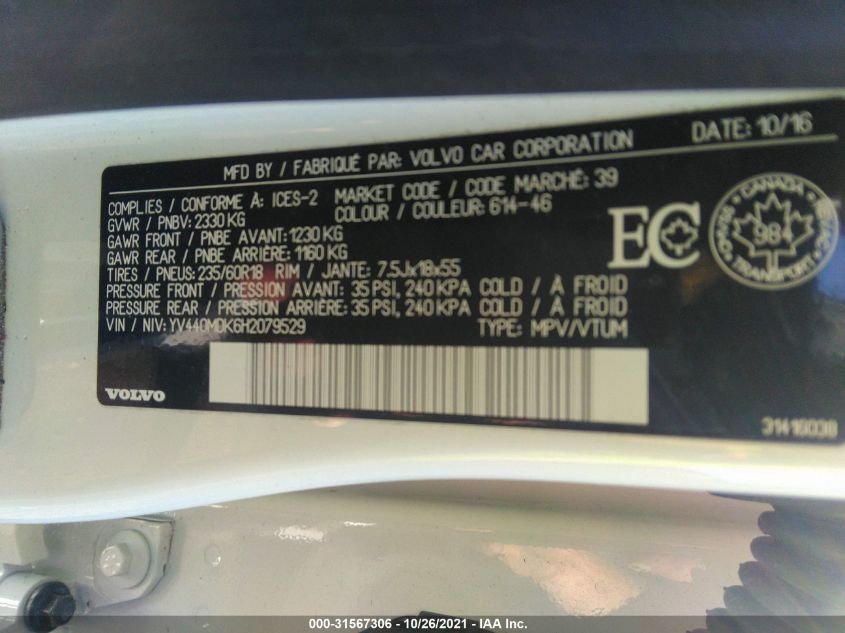 MFD BY / FABRIQUÉ PAR: VOLVO CAR CORPORATION DATE: 10/16
COMPLIES / CONFORME À: ICES-2 MARKET CODE / CODE MARCHÉ: 39
GVWR / PNBV: 2330 KG COLOUR / COULEUR: 614-46
GAWR FRONT / PNBE AVANT: 1230 KG
GAWR REAR / PNBE ARRIÈRE: 1160 KG
TIRES / PNEUS: 235/60R18 RIM / JANTE: 7.5Jx18x55
PRESSURE FRONT / PRESSION AVANT: 35 PSI, 240 KPA COLD / À FROID
PRESSURE REAR / PRESSION ARRIÈRE: 35 PSI, 240 KPA COLD / À FROID
VIN / NIV: YV440MDK6H2079529 TYPE: MPV/VTUM
EC
CANADA
984
TRANSPORT
VOLVO
31416038
000-31567306 - 10/26/2021 - IAA Inc.